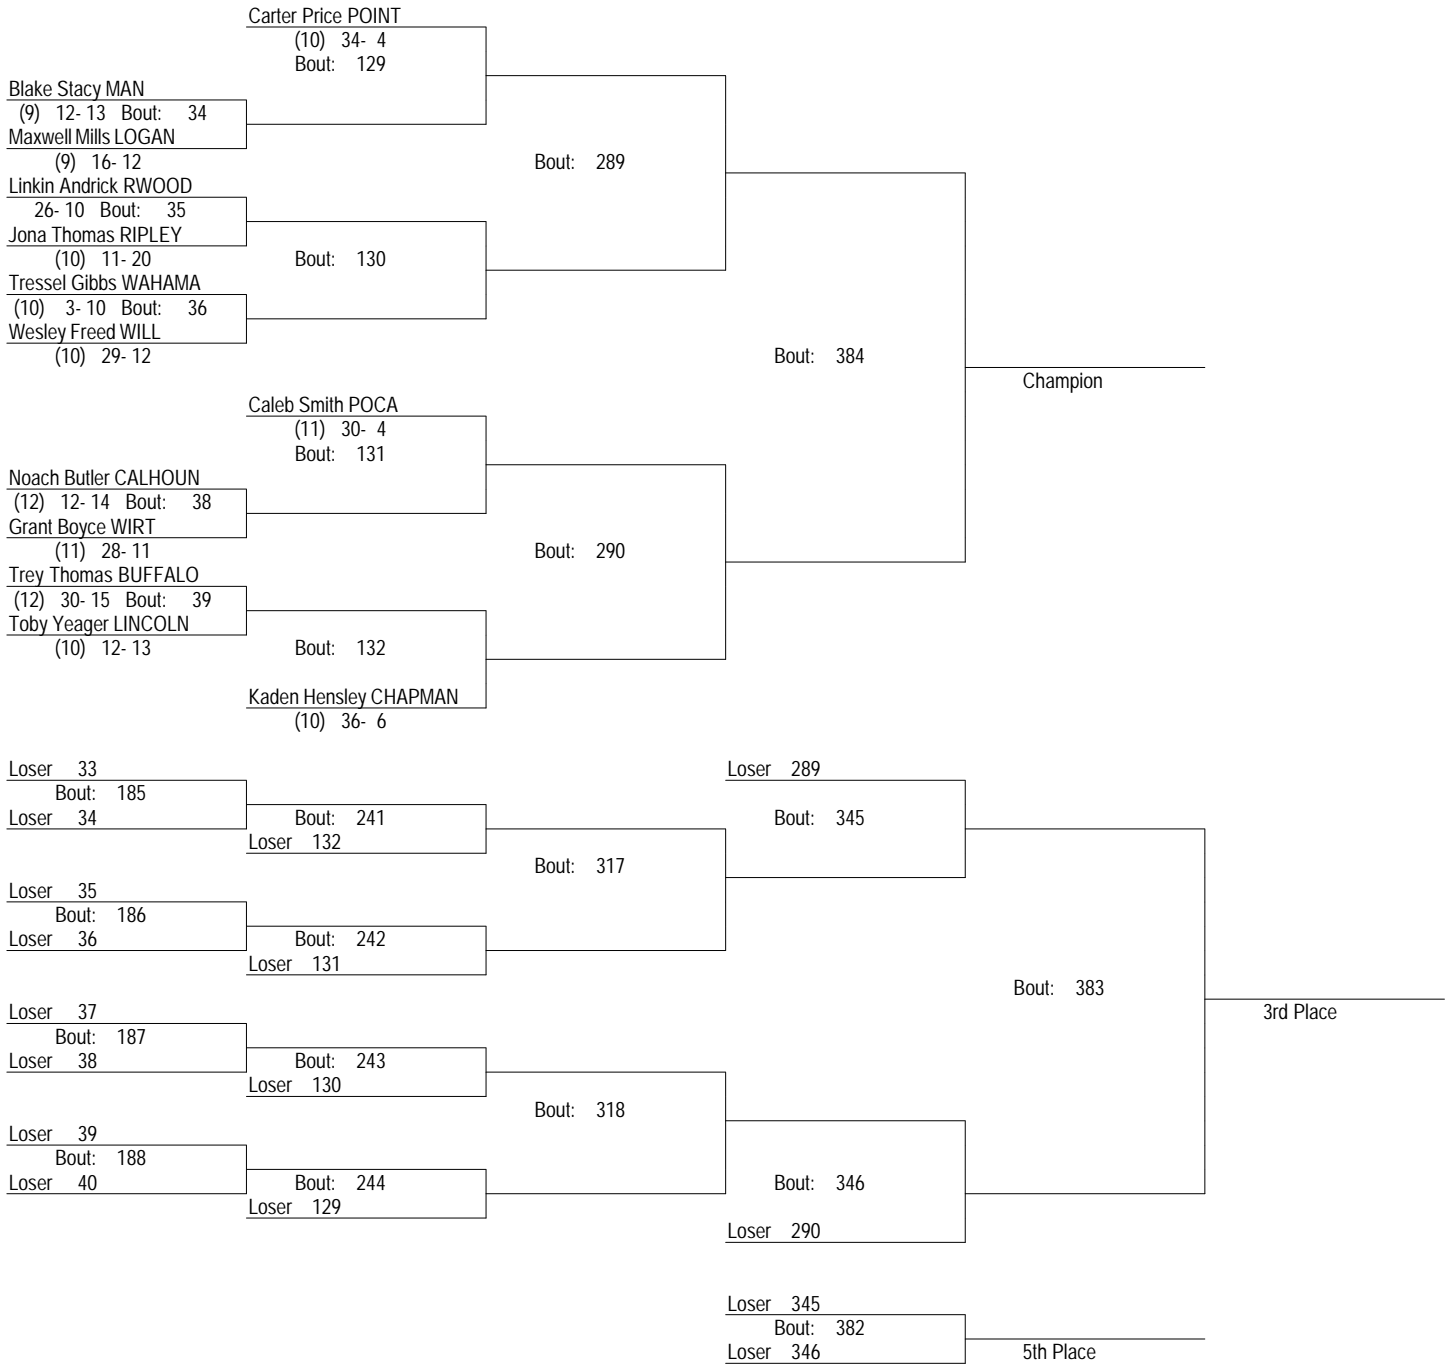 Carter Price POINT
(10) 34- 4
Bout: 129
Blake Stacy MAN
(9) 12- 13 Bout: 34
Maxwell Mills LOGAN
(9) 16- 12
Bout: 289
Linkin Andrick RWOOD
26- 10 Bout: 35
Jona Thomas RIPLEY
(10) 11- 20
Bout: 130
Tressel Gibbs WAHAMA
(10) 3- 10 Bout: 36
Wesley Freed WILL
(10) 29- 12
Bout: 384
Champion
Caleb Smith POCA
(11) 30- 4
Bout: 131
Noach Butler CALHOUN
(12) 12- 14 Bout: 38
Grant Boyce WIRT
(11) 28- 11
Bout: 290
Trey Thomas BUFFALO
(12) 30- 15 Bout: 39
Toby Yeager LINCOLN
(10) 12- 13
Bout: 132
Kaden Hensley CHAPMAN
(10) 36- 6
Loser 33
Loser 289
Bout: 185
Loser 34
Bout: 241
Bout: 345
Loser 132
Bout: 317
Loser 35
Bout: 186
Loser 36
Bout: 242
Loser 131
Bout: 383
Loser 37
3rd Place
Bout: 187
Loser 38
Bout: 243
Loser 130
Bout: 318
Loser 39
Bout: 188
Loser 40
Bout: 244
Bout: 346
Loser 129
Loser 290
Loser 345
Bout: 382
Loser 346
5th Place